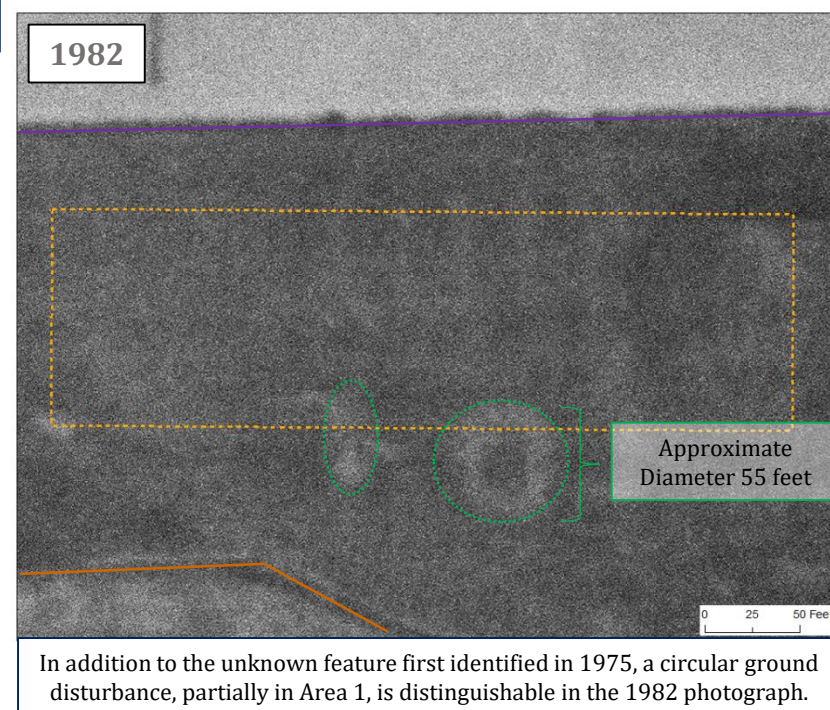 1982
Approximate
Diameter 55 feet
0 25 50 Fee
In addition to the unknown feature first identified in 1975, a circular ground
disturbance, partially in Area 1, is distinguishable in the 1982 photograph.